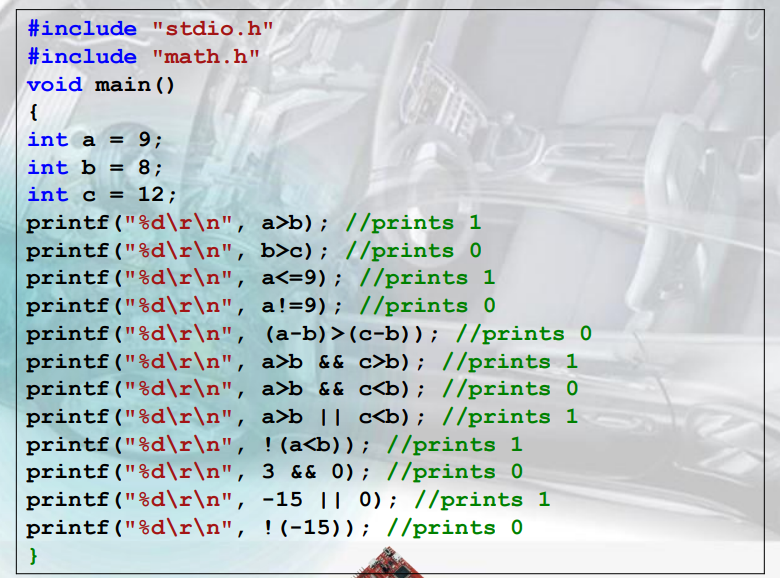 #include "stdio.h"
#include "math.h"
void main()
{
int a = 9;
int b = 8;
int c = 12;
printf("%d\r\n", a>b); //prints 1
printf("%d\r\n", b>c); //prints 0
printf("%d\r\n", a<=9); //prints 1
printf("%d\r\n", a!=9); //prints 0
printf("%d\r\n", (a-b)>(c-b)); //prints 0
printf("%d\r\n", a>b && c>b); //prints 1
printf("%d\r\n", a>b && c<b); //prints 0
printf("%d\r\n", a>b || c<b); //prints 1
printf("%d\r\n", !(a<b)); //prints 1
printf("%d\r\n", 3 && 0); //prints 0
printf("%d\r\n", -15 || 0); //prints 1
printf("%d\r\n", !(-15)); //prints 0
}